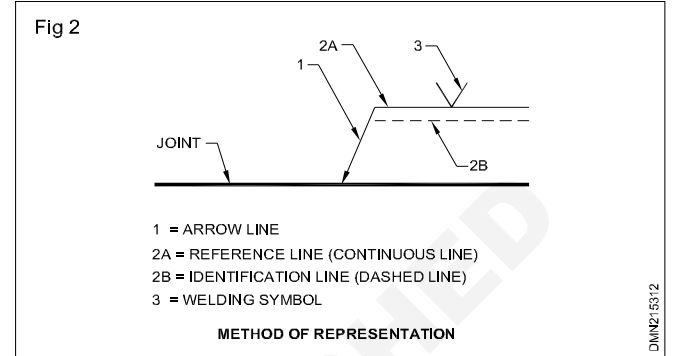 Fig 2
2A
3
1
JOINT
2B
1 = ARROW LINE
2A = REFERENCE LINE (CONTINUOUS LINE)
2B = IDENTIFICATION LINE (DASHED LINE)
3 = WELDING SYMBOL
METHOD OF REPRESENTATION
DMN215312